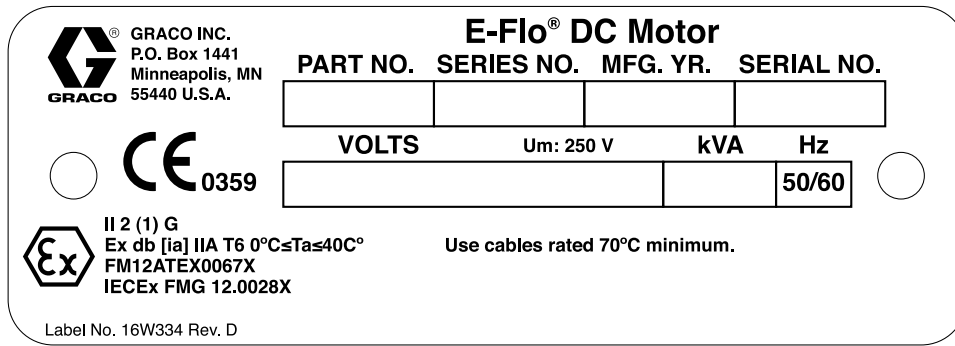 E-Flo® DC Motor
® GRACO INC.
P.O. Box 1441
Minneapolis, MN
55440 U.S.A.
GRACO
PART NO. SERIES NO. MFG. YR. SERIAL NO.
VOLTS Um: 250 V kVA Hz
50/60
CE 0359
II 2 (1) G
Ex db [ia] IIA T6 0°C≤Ta≤40C°
FM12ATEX0067X
IECEx FMG 12.0028X
Ex
Use cables rated 70°C minimum.
Label No. 16W334 Rev. D